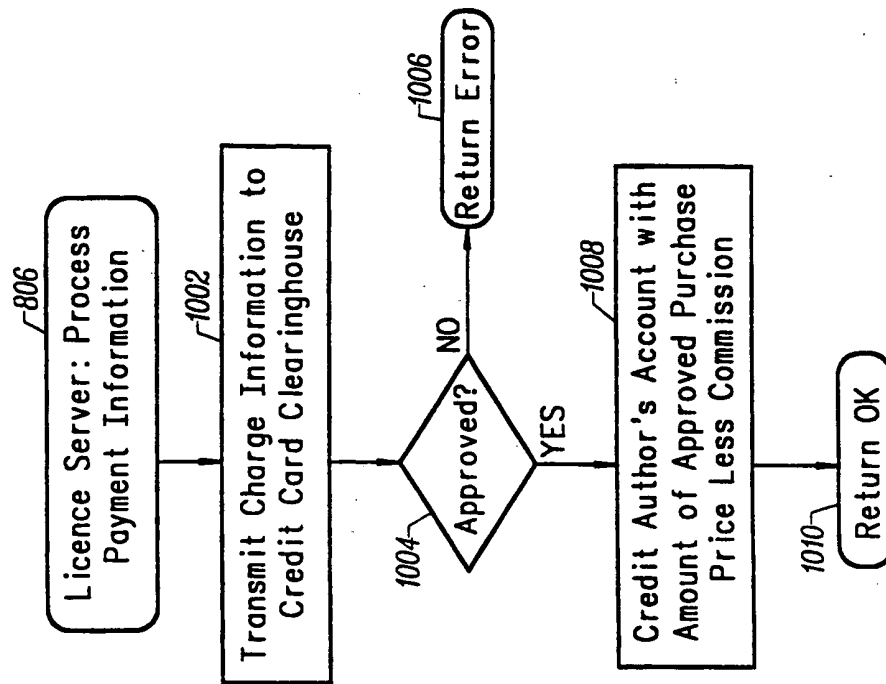 806
Licence Server: Process
Payment Information
1002
Transmit Charge Information to
Credit Card Clearinghouse
1004
Approved?
NO
1006
Return Error
YES
1008
Credit Author's Account with
Amount of Approved Purchase
Price Less Commission
1010
Return OK